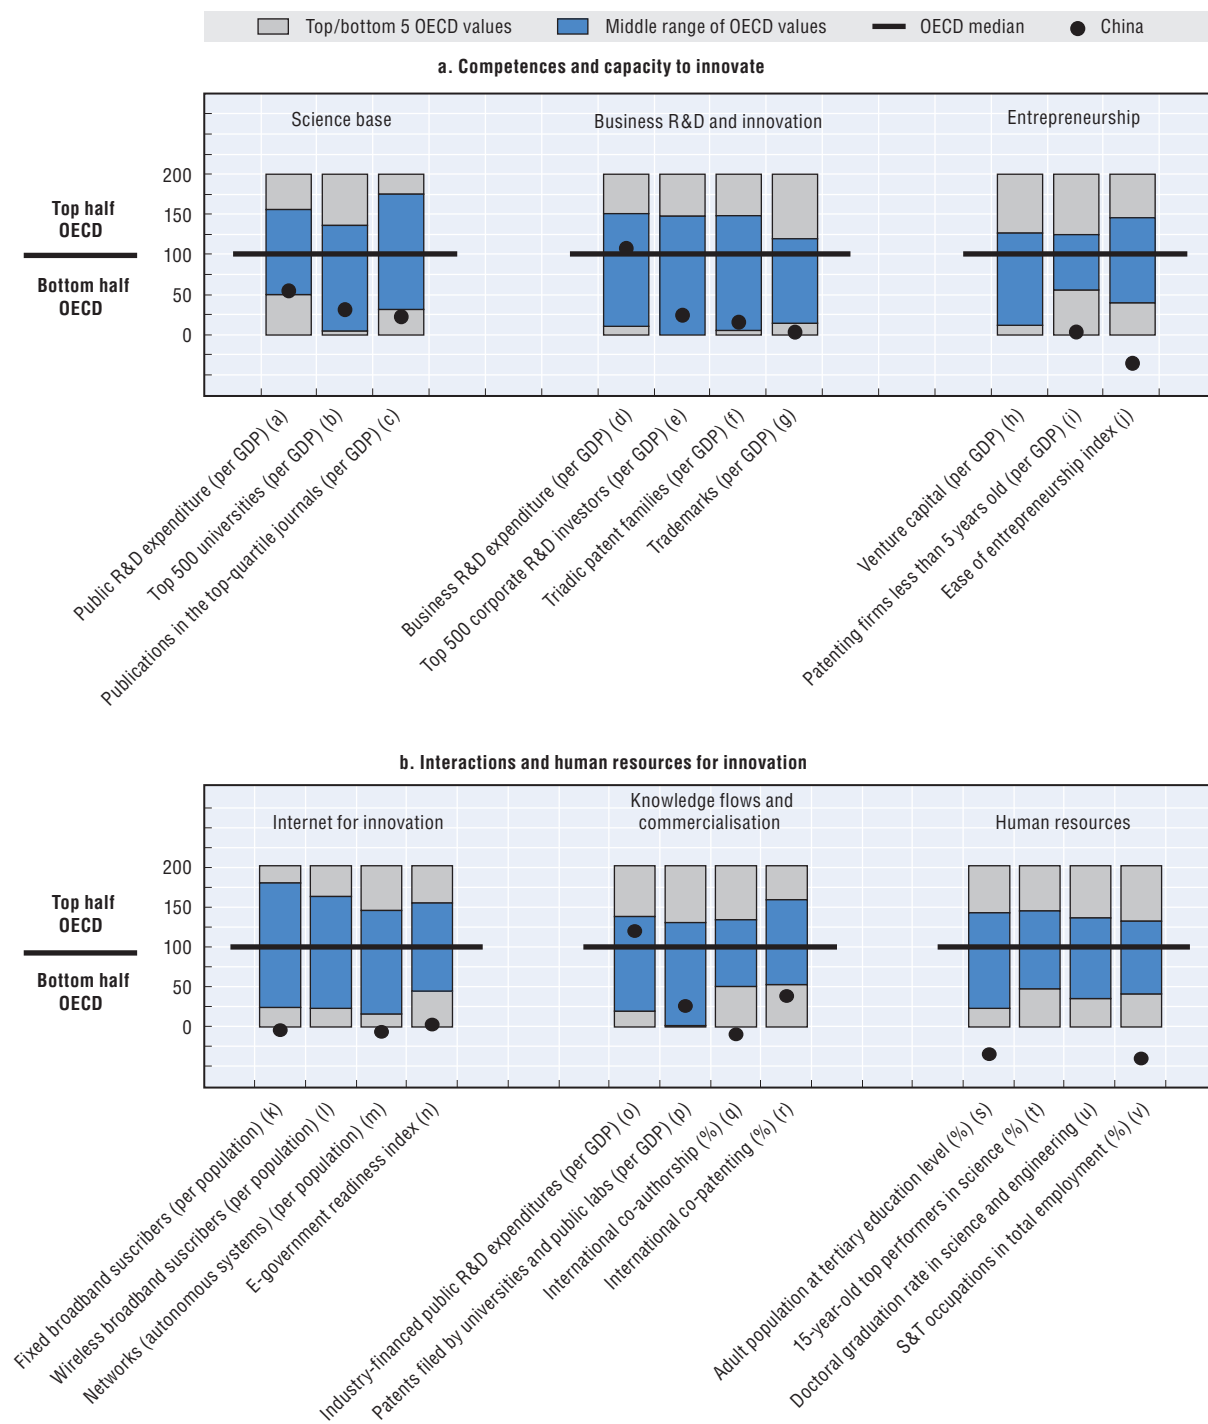 Top/bottom 5 OECD values
Middle range of OECD values
OECD median
China
a. Competences and capacity to innovate
Science base
Business R&D and innovation
Entrepreneurship
Top half
OECD
Bottom half
OECD
200
150
100
50
0
Public R&D expenditure (per GDP) (a)
Top 500 universities (per GDP) (b)
Publications in the top-quartile journals (per GDP) (c)
Business R&D expenditure (per GDP) (d)
Top 500 corporate R&D investors (per GDP) (e)
Triadic patent families (per GDP) (f)
Trademarks (per GDP) (g)
Venture capital (per GDP) (h)
Patenting firms less than 5 years old (per GDP) (i)
Ease of entrepreneurship index (j)
b. Interactions and human resources for innovation
Internet for innovation
Knowledge flows and
commercialisation
Human resources
Top half
OECD
Bottom half
OECD
200
150
100
50
0
Fixed broadband suscribers (per population) (k)
Wireless broadband suscribers (per population) (l)
Networks (autonomous systems) (per population) (m)
E-government readiness index (n)
Industry-financed public R&D expenditures (per GDP) (o)
Patents filed by universities and public labs (per GDP) (p)
International co-authorship (%) (q)
International co-patenting (%) (r)
Adult population at tertiary education level (%) (s)
15-year-old top performers in science (%) (t)
Doctoral graduation rate in science and engineering (u)
S&T occupations in total employment (%) (v)